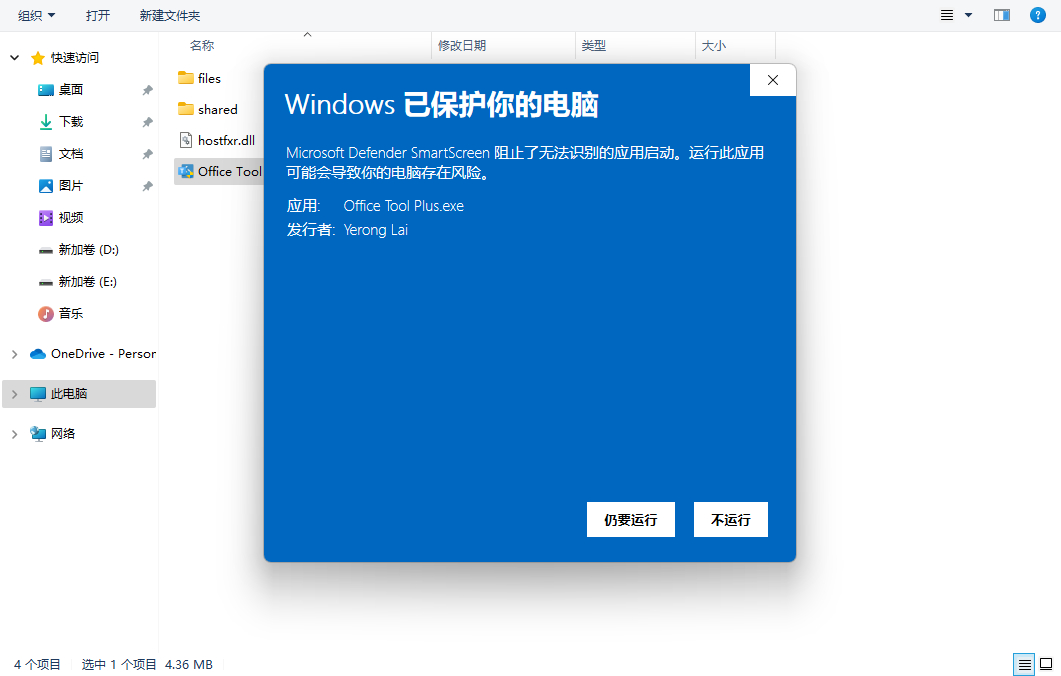 组织 打开 新建文件夹
名称 修改日期 类型 大小
快速访问
桌面
下载
文档
图片
视频
新加卷 (D:)
新加卷 (E:)
音乐
OneDrive - Person
此电脑
网络
files
shared
hostfxr.dll
Office Tool
Windows 已保护你的电脑
Microsoft Defender SmartScreen 阻止了无法识别的应用启动。运行此应用
可能会导致你的电脑存在风险。
应用: Office Tool Plus.exe
发行者: Yerong Lai
仍要运行 不运行
4 个项目 选中 1 个项目 4.36 MB